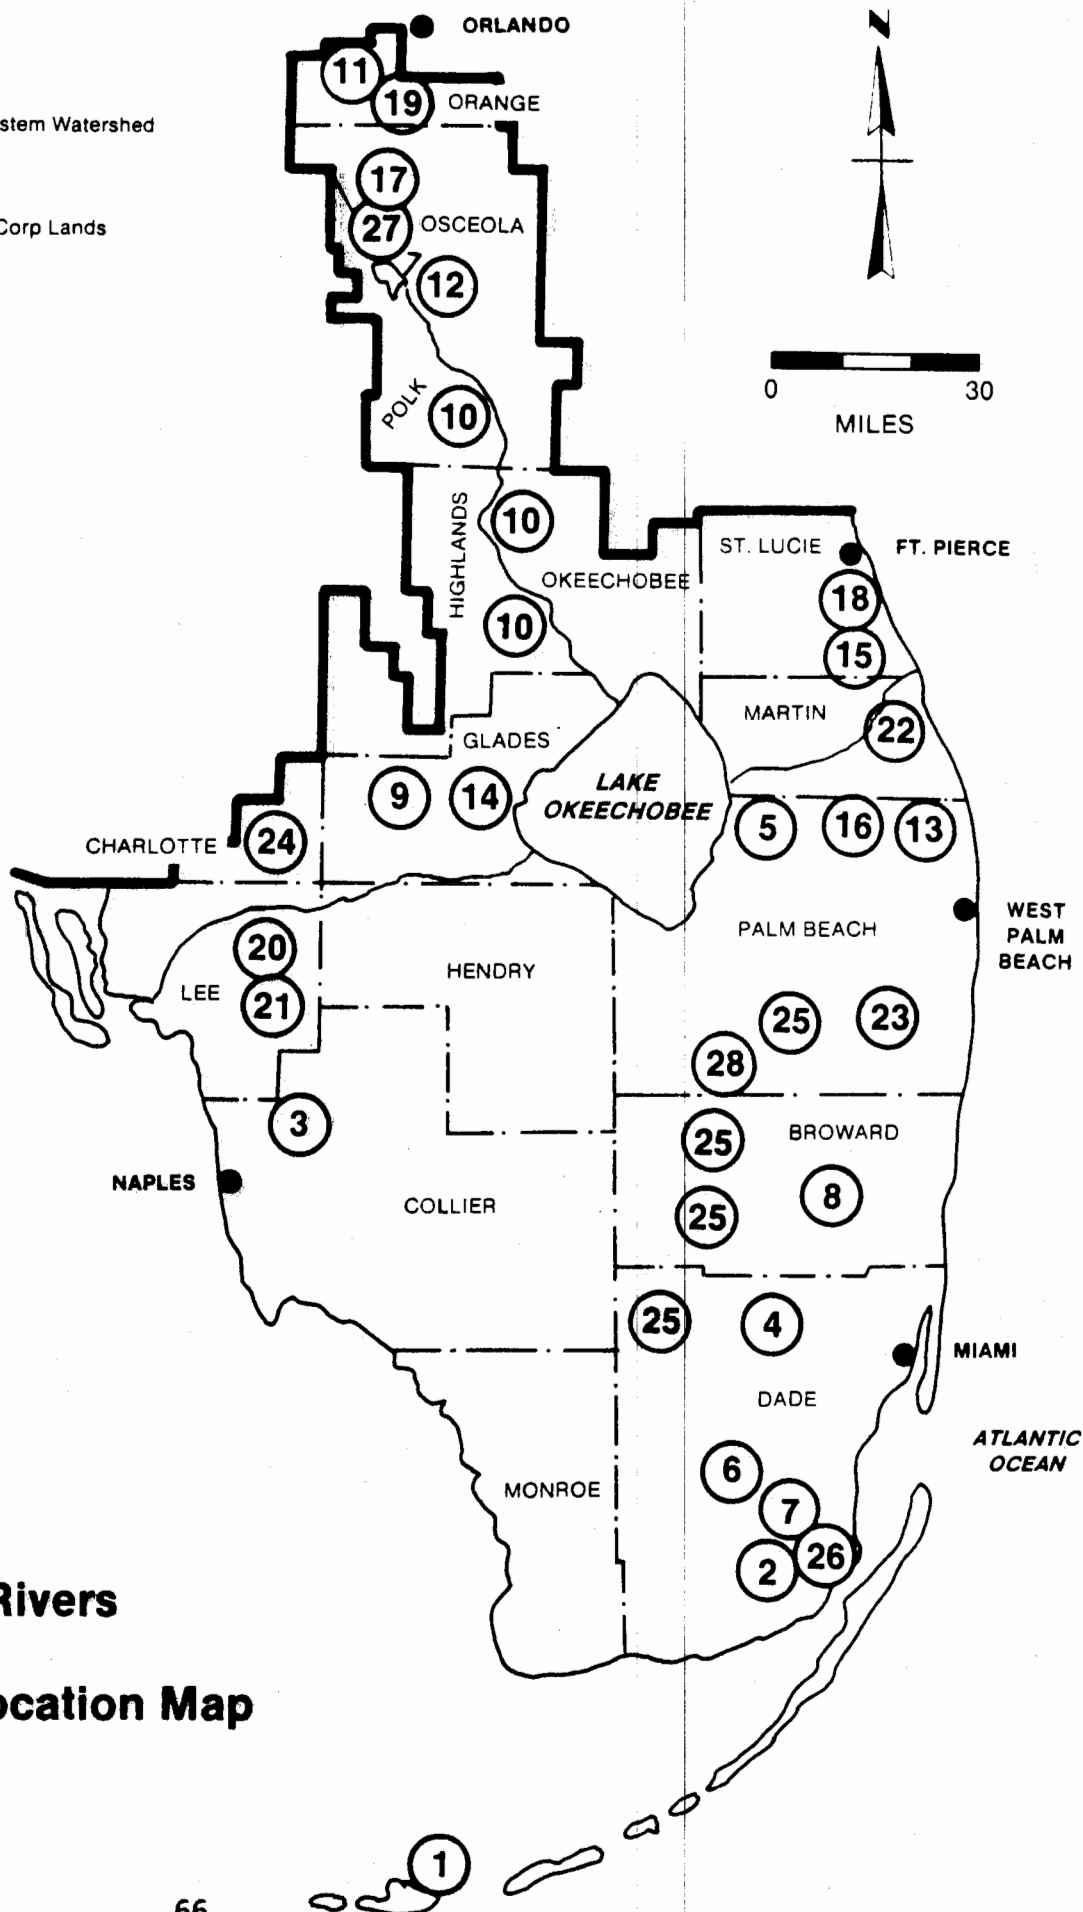 N
ORLANDO
11
19
ORANGE
stem Watershed
17
27
OSCEOLA
Corp Lands
12
0 30
MILES
POLK
10
HIGHLANDS
10
ST. LUCIE
FT. PIERCE
OKEECHOBEE
18
10
15
MARTIN
22
GLADES
9
14
LAKE
OKEECHOBEE
5
16
13
CHARLOTTE
24
WEST
PALM
BEACH
PALM BEACH
20
HENDRY
LEE
21
25
23
28
3
25
BROWARD
NAPLES
8
COLLIER
25
25
4
MIAMI
DADE
ATLANTIC
OCEAN
6
MONROE
7
26
2
Rivers
ocation Map
1
66